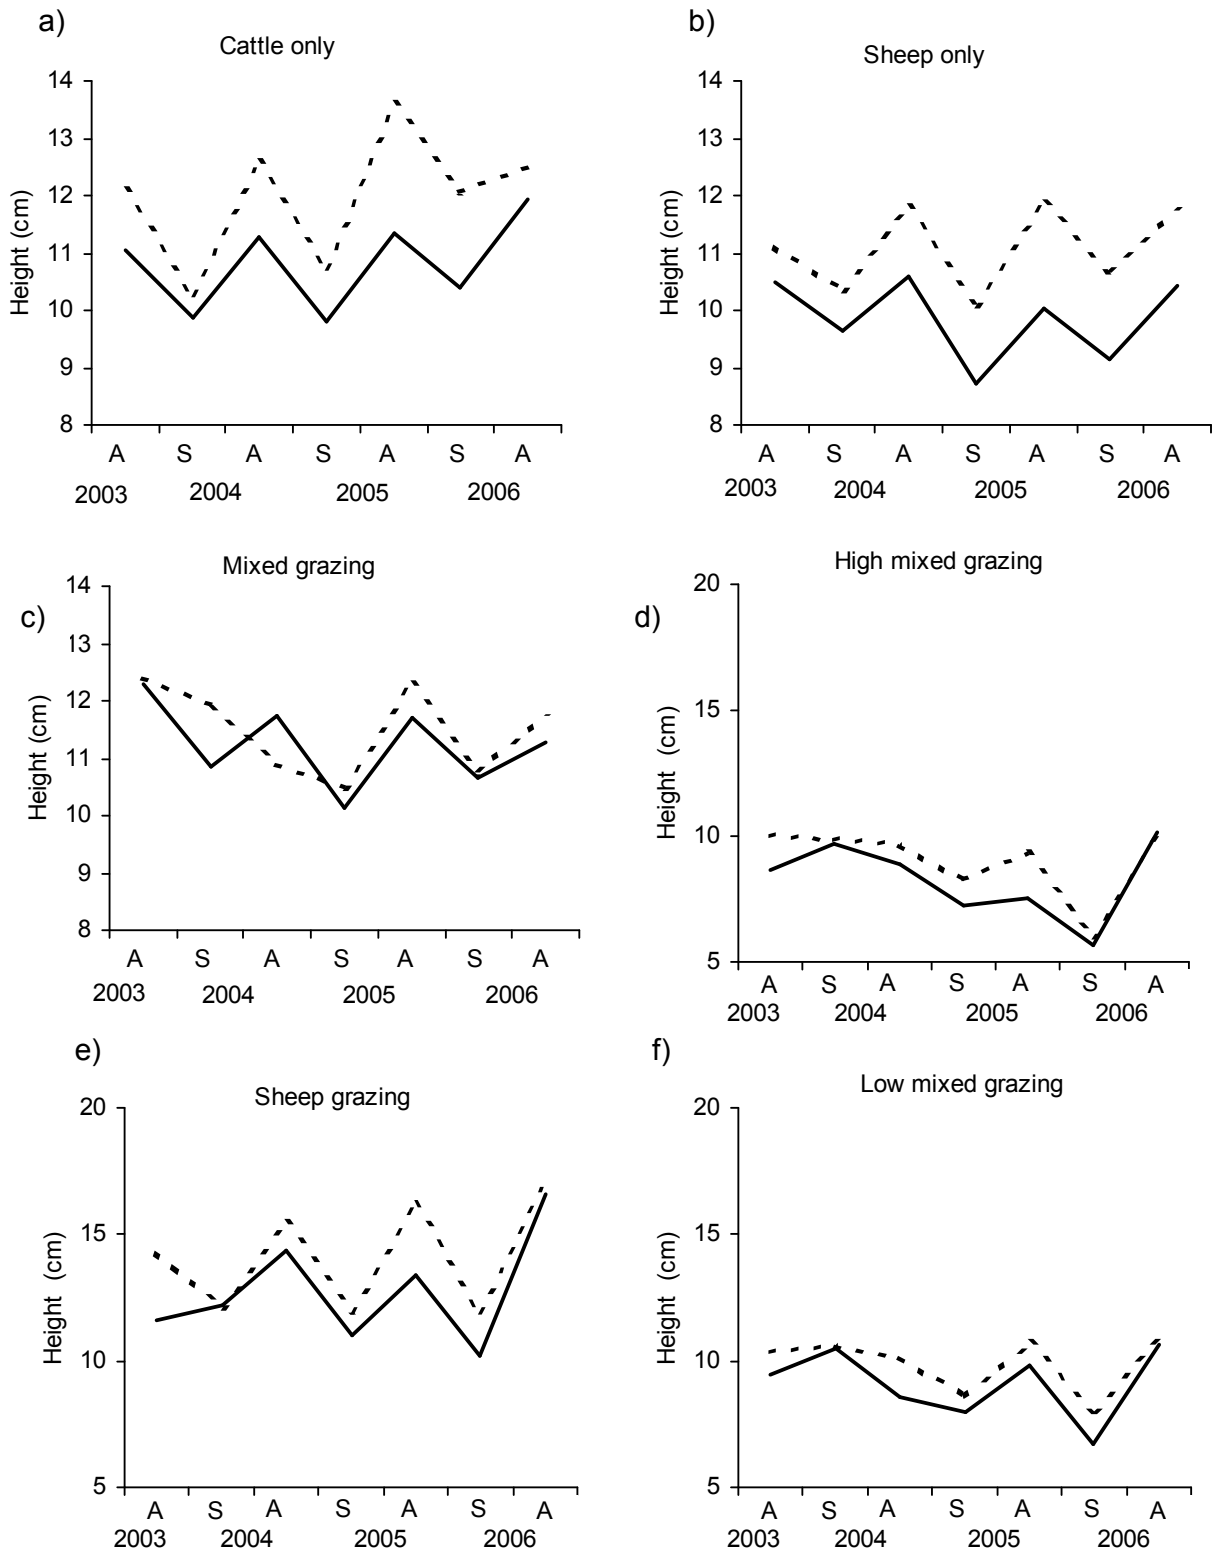 a)
Cattle only
14
13
12
11
10
9
8
Height (cm)
A S A S A S A
2003 2004 2005 2006
b)
Sheep only
14
13
12
11
10
9
8
Height (cm)
A S A S A S A
2003 2004 2005 2006
c)
Mixed grazing
14
13
12
11
10
9
8
Height (cm)
A S A S A S A
2003 2004 2005 2006
d)
High mixed grazing
20
15
10
5
Height (cm)
A S A S A S A
2003 2004 2005 2006
e)
Sheep grazing
20
15
10
5
Height (cm)
A S A S A S A
2003 2004 2005 2006
f)
Low mixed grazing
20
15
10
5
Height (cm)
A S A S A S A
2003 2004 2005 2006